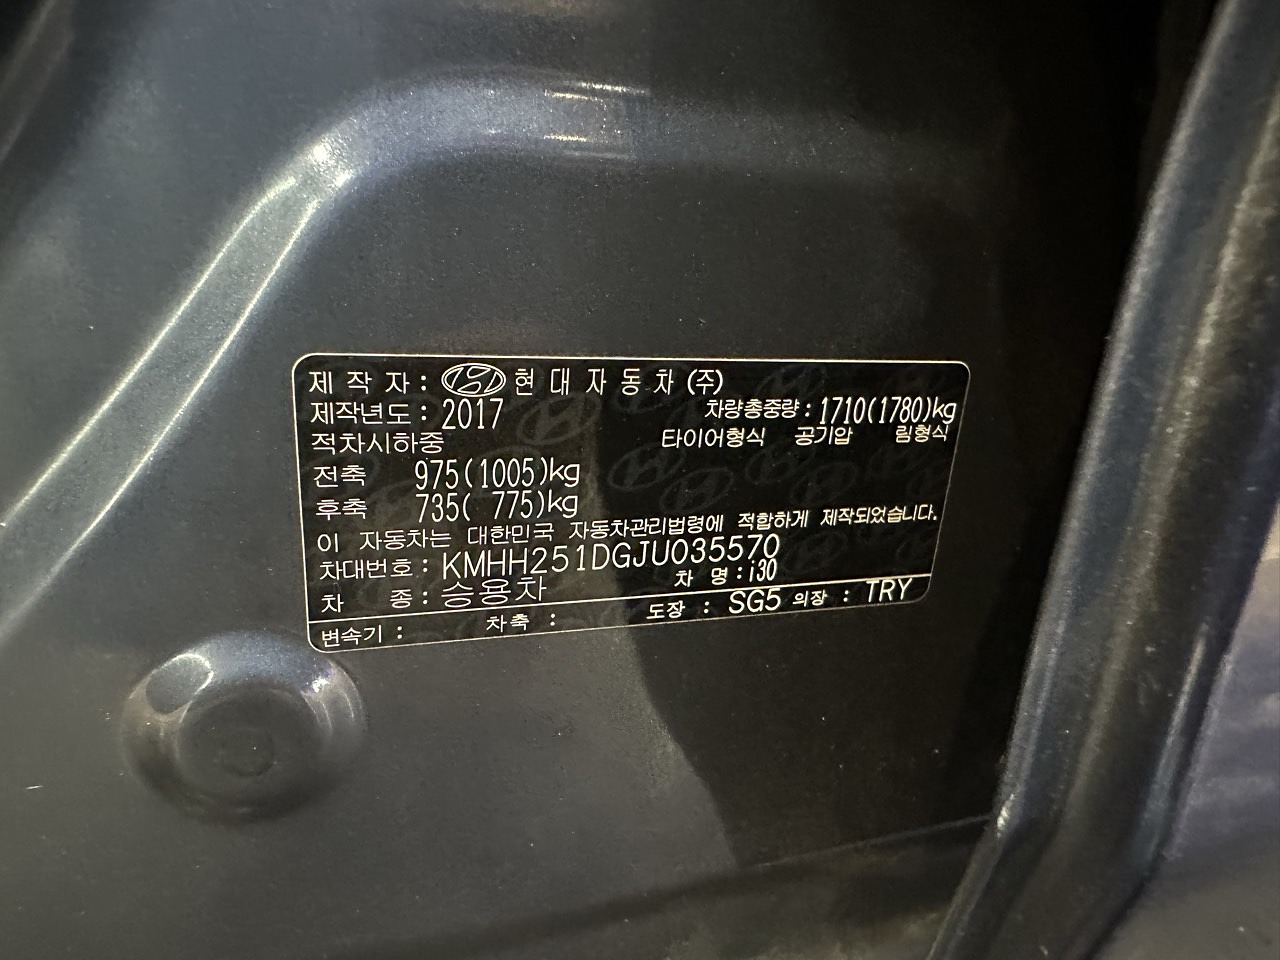 제 작 자 : 현 대 자 동 차 (주)
제작년도 : 2017 차량총중량 : 1710(1780)kg
적차시하중 타이어형식 공기압 림형식
전축 975(1005)kg
후축 735( 775)kg
이 자동차는 대한민국 자동차관리법령에 적합하게 제작되었습니다.
차대번호 : KMHH251DGJU035570
차 종 : 승용차 차 명 : i30
변속기 : 차축 : 도장 : SG5 의장 : TRY